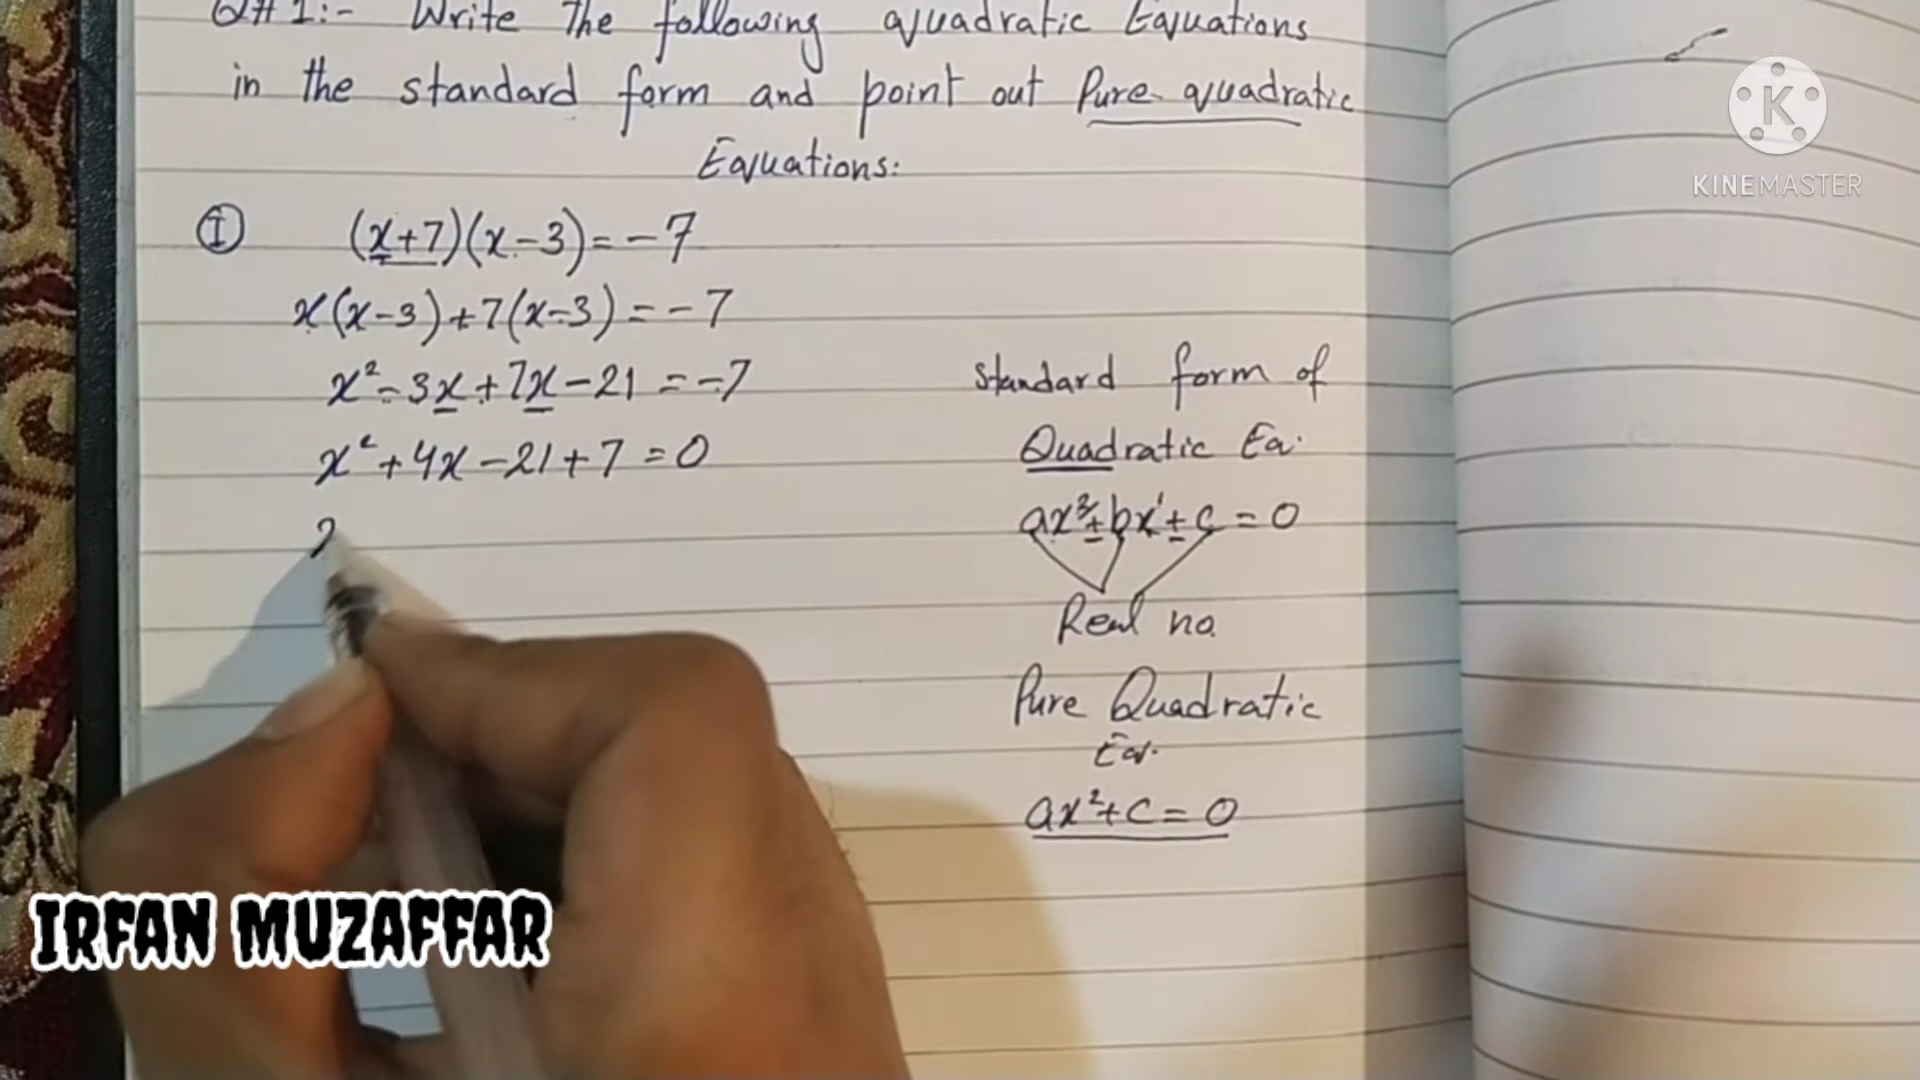 Q#1:- Write The following quadratic Equations
in the standard form and point out Pure quadratic
Equations:
Ⓘ (x+7)(x-3)=-7
x(x-3)+7(x-3)=-7
x²-3x+7x-21=-7
x²+4x-21+7=0
standard form of
Quadratic Eq.
ax²+bx¹+c=0
Real no.
Pure Quadratic
Eq.
ax²+c=0
K
KINEMASTER
IRFAN MUZAFFAR